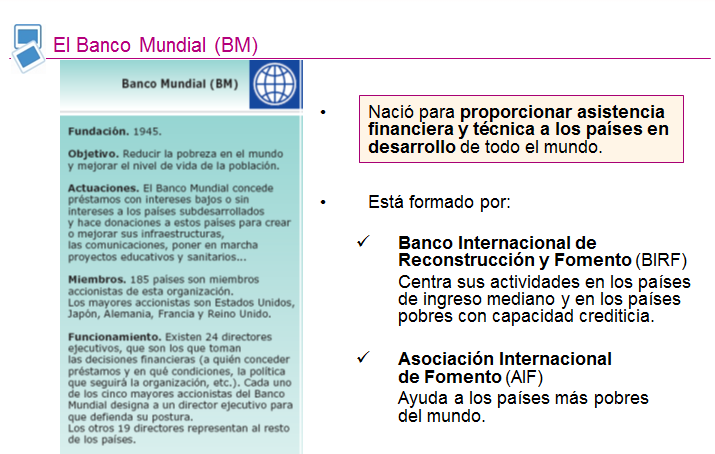 El Banco Mundial (BM)
Banco Mundial (BM)
Fundación. 1945.
Objetivo. Reducir la pobreza en el mundo
y mejorar el nivel de vida de la población.
Actuaciones. El Banco Mundial concede
préstamos con intereses bajos o sin
intereses a los países subdesarrollados
y hace donaciones a estos países para crear
o mejorar sus infraestructuras,
las comunicaciones, poner en marcha
proyectos educativos y sanitarios...
Miembros. 185 países son miembros
accionistas de esta organización.
Los mayores accionistas son Estados Unidos,
Japón, Alemania, Francia y Reino Unido.
Funcionamiento. Existen 24 directores
ejecutivos, que son los que toman
las decisiones financieras (a quién conceder
préstamos y en qué condiciones, la política
que seguirá la organización, etc.). Cada uno
de los cinco mayores accionistas del Banco
Mundial designa a un director ejecutivo para
que defienda su postura.
Los otros 19 directores representan al resto
de los países.
• Nació para proporcionar asistencia
financiera y técnica a los países en
desarrollo de todo el mundo.
• Está formado por:
✓ Banco Internacional de
Reconstrucción y Fomento (BIRF)
Centra sus actividades en los países
de ingreso mediano y en los países
pobres con capacidad crediticia.
✓ Asociación Internacional
de Fomento (AIF)
Ayuda a los países más pobres
del mundo.